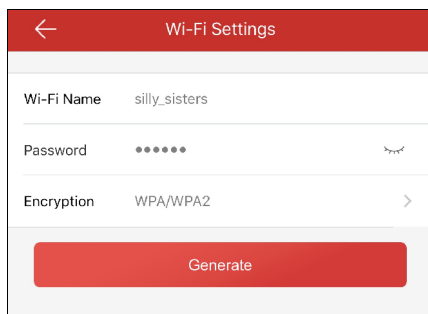 Wi-Fi Settings
Wi-Fi Name silly_sisters
Password ●●●●●●
Encryption WPA/WPA2
Generate